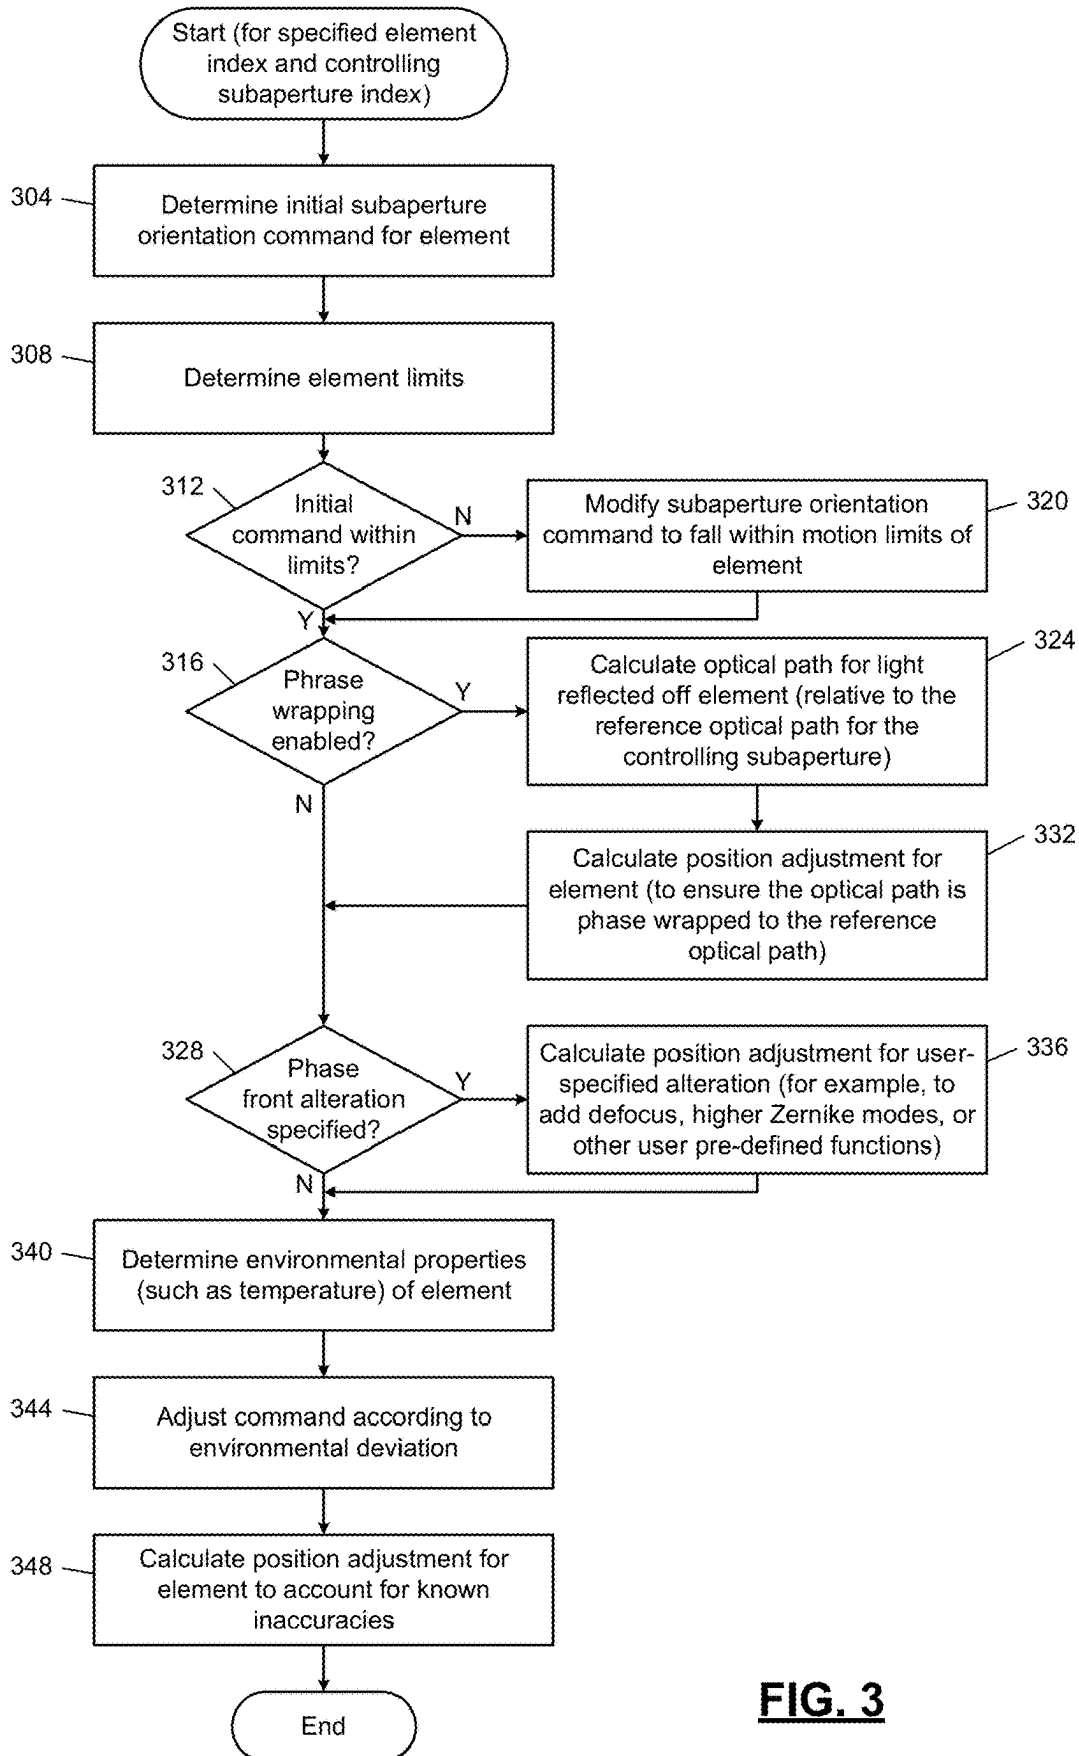 Start (for specified element
index and controlling
subaperture index)
304
Determine initial subaperture
orientation command for element
308
Determine element limits
312
Initial
command within
limits?
N
Y
Modify subaperture orientation
command to fall within motion limits of
element
320
316
Phrase
wrapping
enabled?
Y
N
Calculate optical path for light
reflected off element (relative to the
reference optical path for the
controlling subaperture)
324
Calculate position adjustment for
element (to ensure the optical path is
phase wrapped to the reference
optical path)
332
328
Phase
front alteration
specified?
Y
N
Calculate position adjustment for user-
specified alteration (for example, to
add defocus, higher Zernike modes, or
other user pre-defined functions)
336
340
Determine environmental properties
(such as temperature) of element
344
Adjust command according to
environmental deviation
348
Calculate position adjustment for
element to account for known
inaccuracies
End
FIG. 3